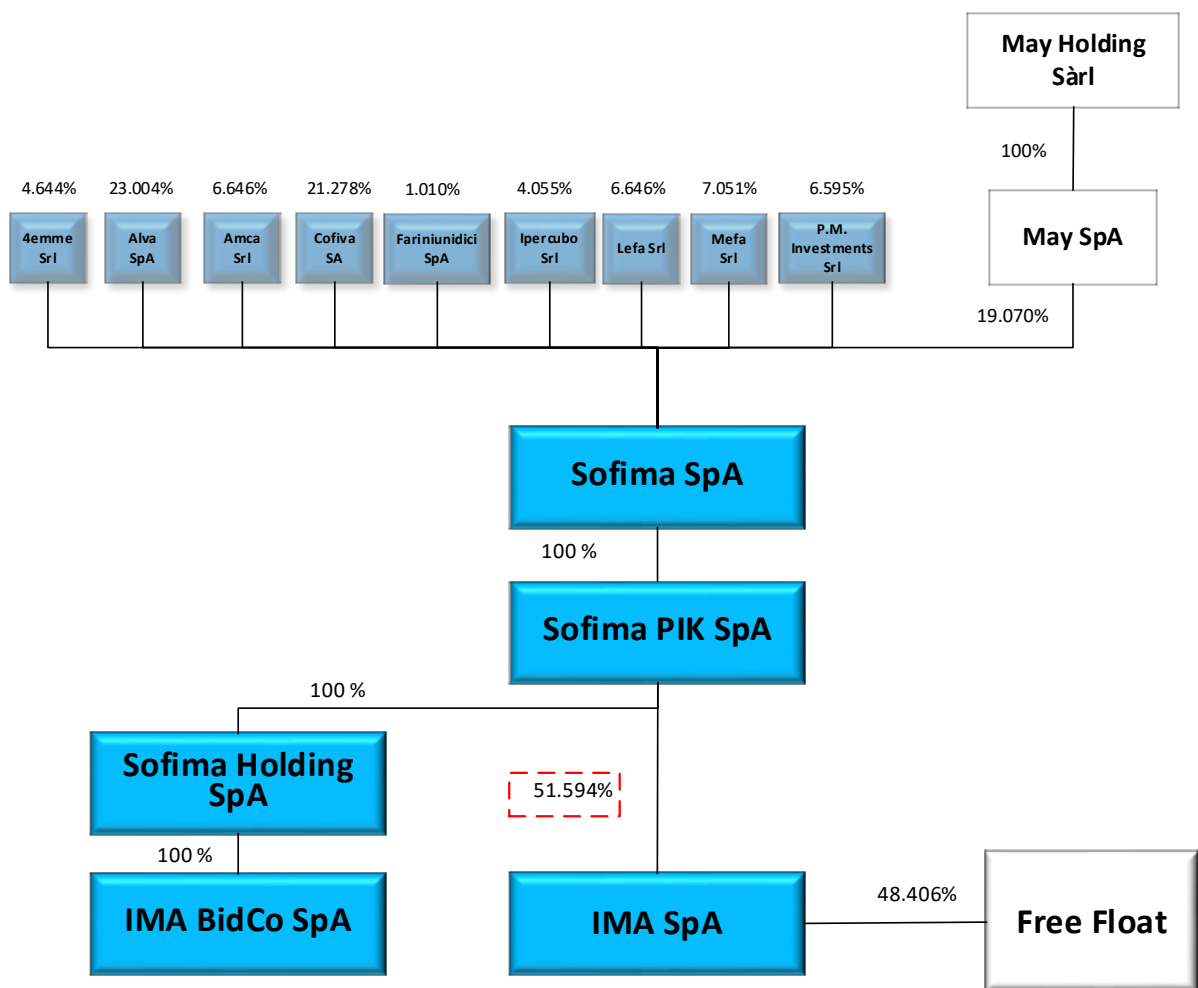 May Holding
Sàrl
100%
4.644%
23.004%
6.646%
21.278%
1.010%
4.055%
6.646%
7.051%
6.595%
4emme
Srl
Alva
SpA
Amca
Srl
Cofiva
SA
Fariniunidici
SpA
Ipercubo
Srl
Lefa Srl
Mefa
Srl
P.M.
Investments
Srl
May SpA
19.070%
Sofima SpA
100 %
Sofima PIK SpA
100 %
Sofima Holding
SpA
51.594%
100 %
IMA BidCo SpA
IMA SpA
48.406%
Free Float